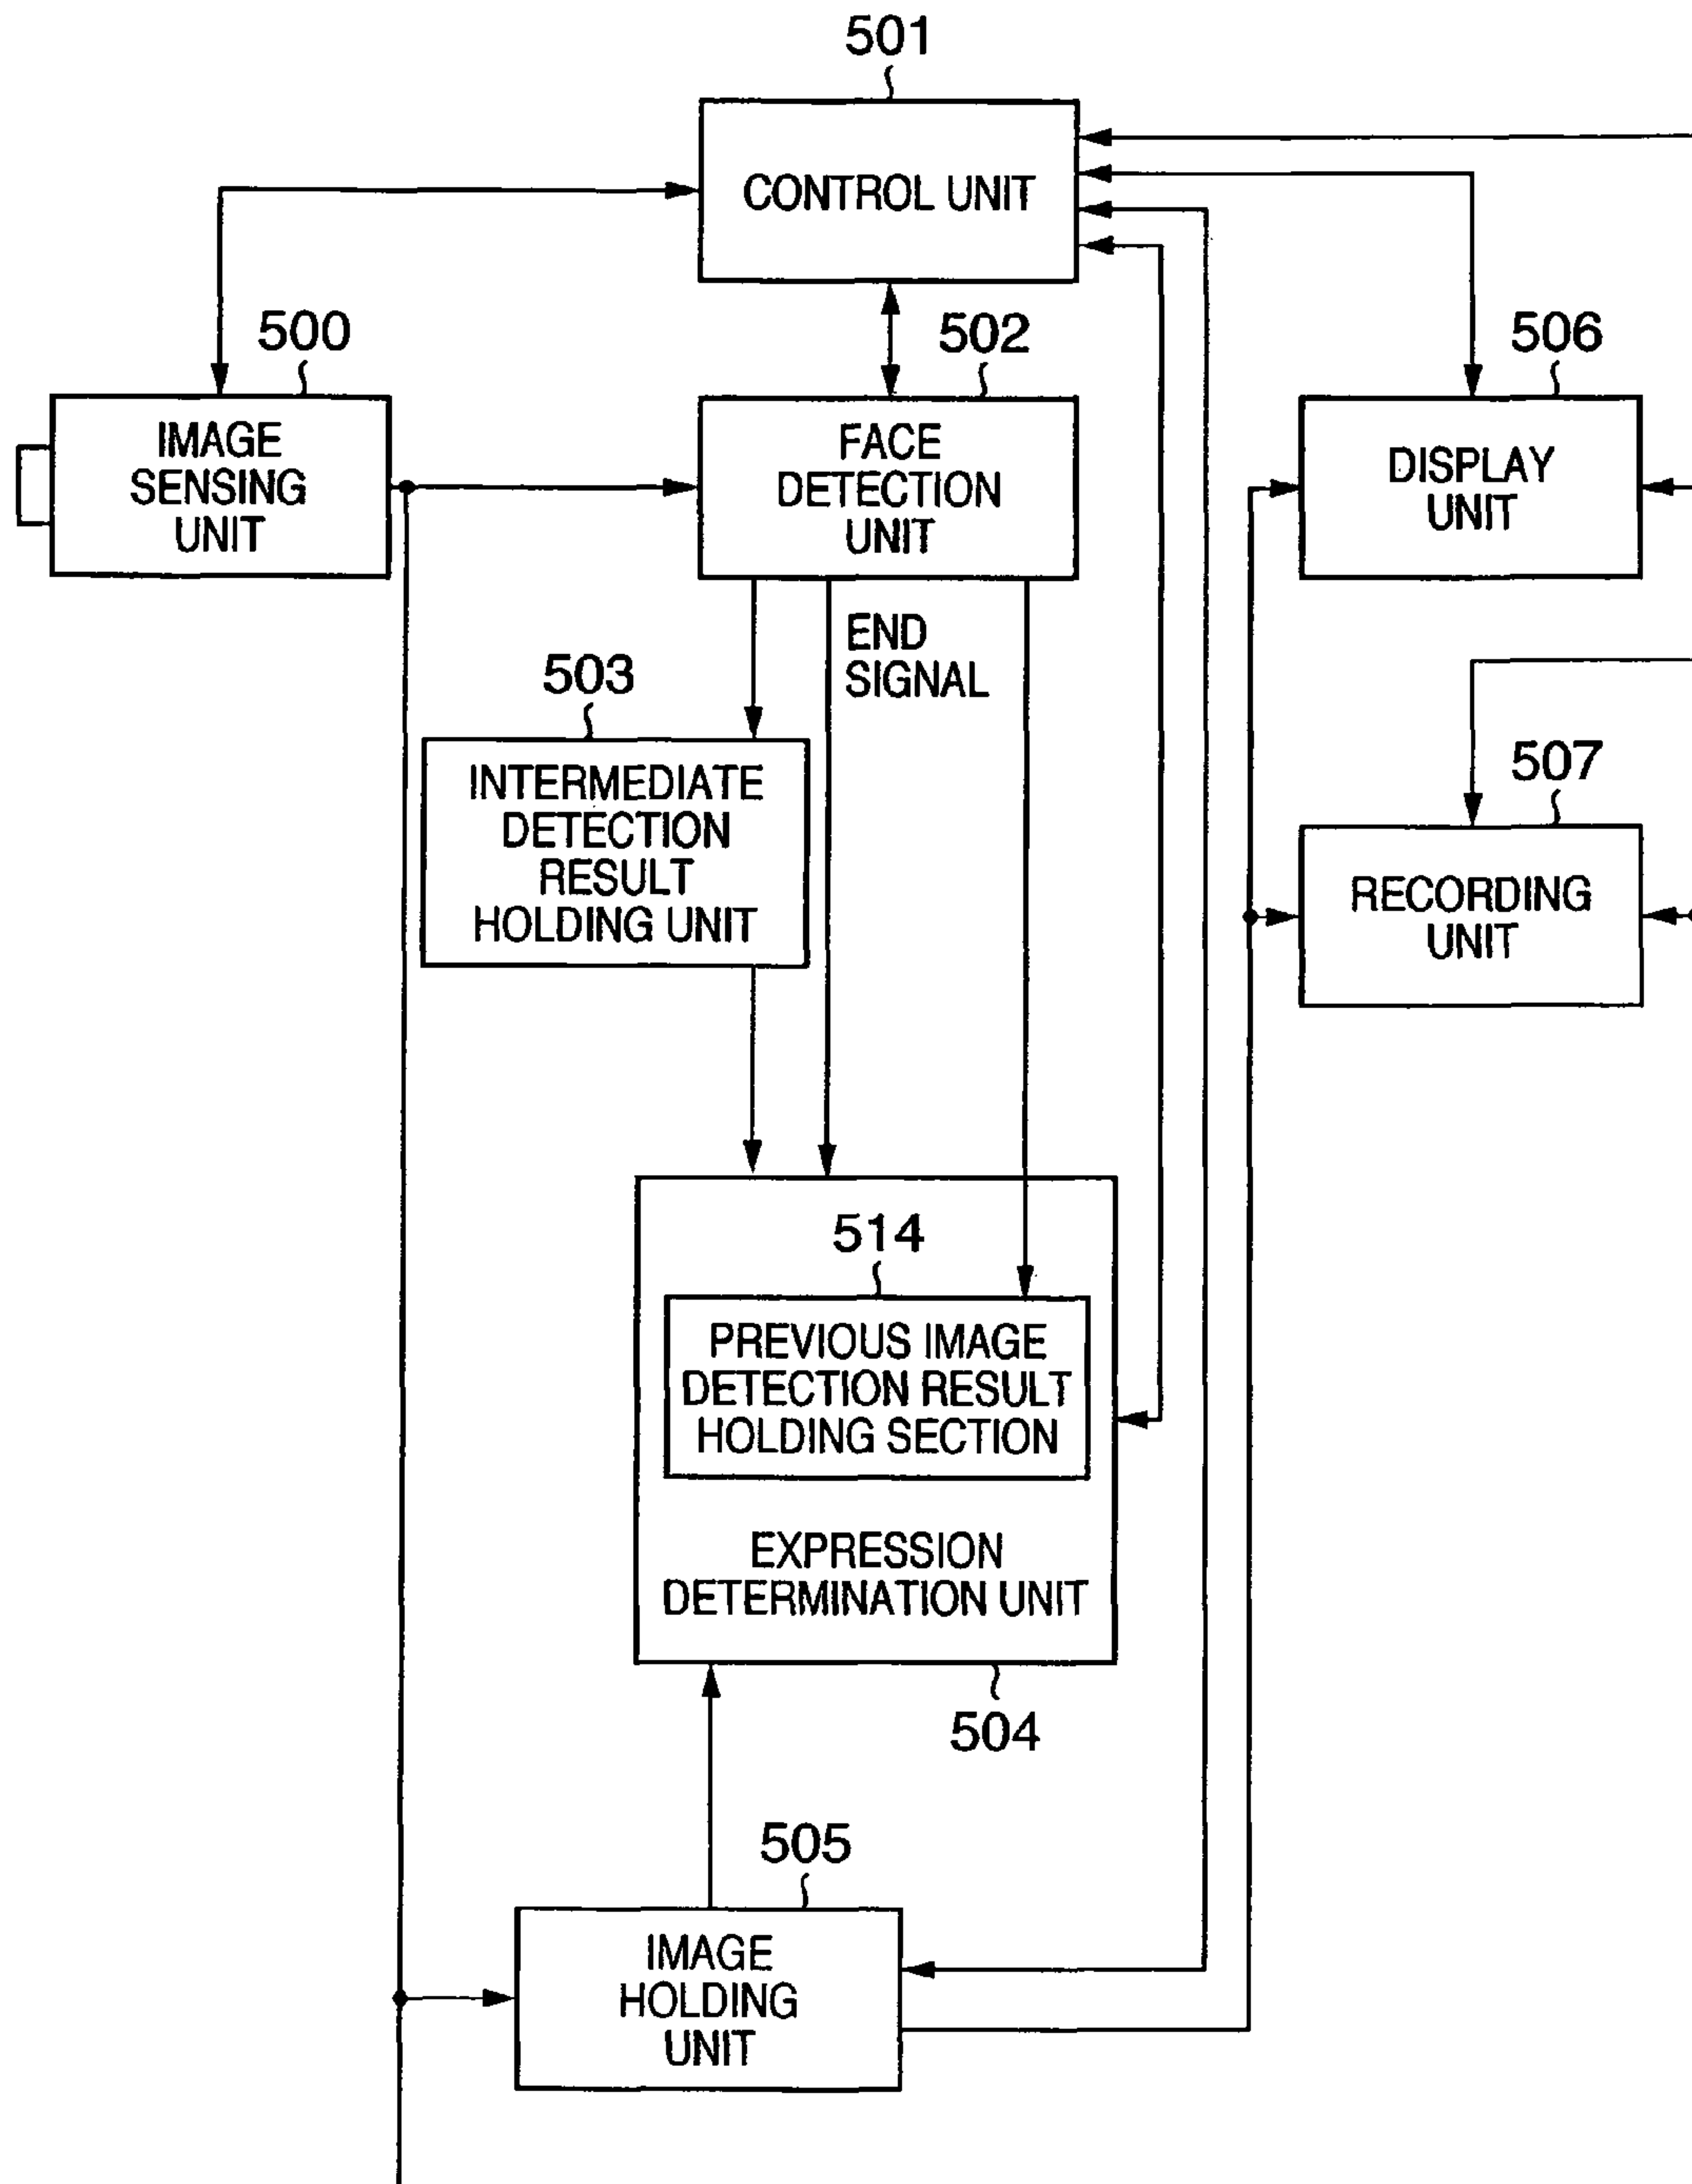 501
CONTROL UNIT
500
IMAGE
SENSING
UNIT
502
FACE
DETECTION
UNIT
506
DISPLAY
UNIT
END
SIGNAL
503
INTERMEDIATE
DETECTION
RESULT
HOLDING UNIT
507
RECORDING
UNIT
514
PREVIOUS IMAGE
DETECTION RESULT
HOLDING SECTION
EXPRESSION
DETERMINATION UNIT
504
505
IMAGE
HOLDING
UNIT